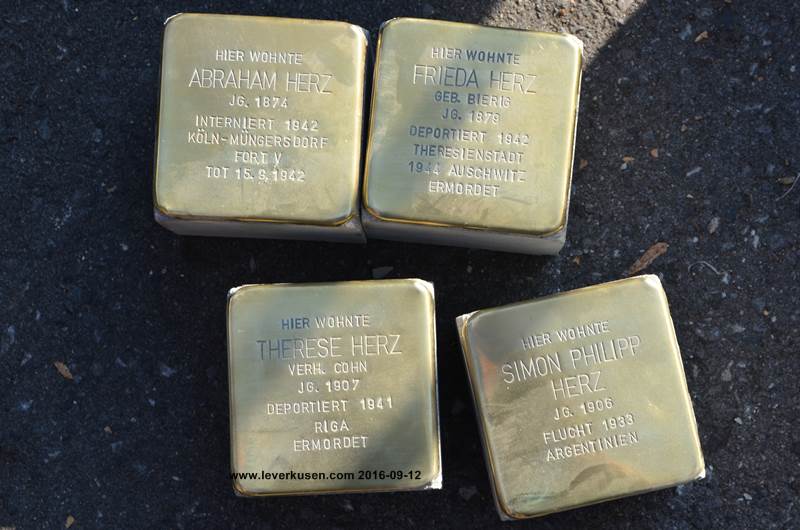 HIER WOHNTE
ABRAHAM HERZ
JG. 1874
INTERNIERT 1942
KÖLN-MÜNGERSDORF
FORT V
TOT 15.9.1942
HIER WOHNTE
FRIEDA HERZ
GEB. BIERIG
JG. 1879
DEPORTIERT 1942
THERESIENSTADT
1944 AUSCHWITZ
ERMORDET
HIER WOHNTE
THERESE HERZ
VERH. COHN
JG. 1907
DEPORTIERT 1941
RIGA
ERMORDET
HIER WOHNTE
SIMON PHILIPP
HERZ
JG. 1906
FLUCHT 1933
ARGENTINIEN
www.leverkusen.com 2016-09-12